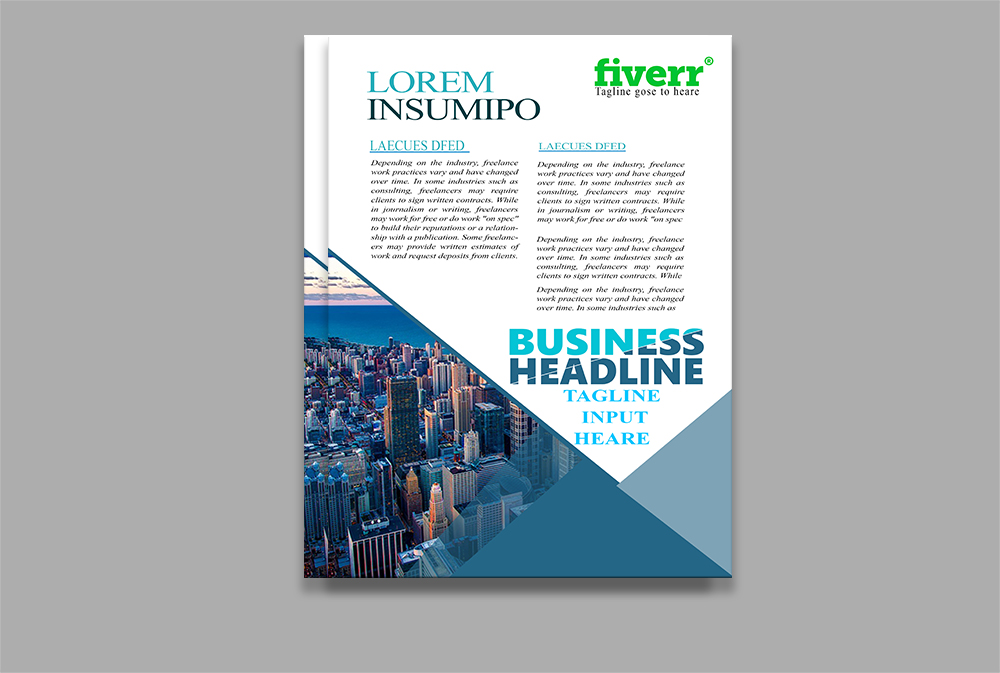 LOREM
INSUMIPO
fiverr®
Tagline gose to heare
LAECUES DFED
Depending on the industry, freelance
work practices vary and have changed
over time. In some industries such as
consulting, freelancers may require
clients to sign written contracts. While
in journalism or writing, freelancers
may work for free or do work "on spec"
to build their reputations or a relation-
ship with a publication. Some freelanc-
ers may provide written estimates of
work and request deposits from clients.
LAECUES DFED
Depending on the industry, freelance
work practices vary and have changed
over time. In some industries such as
consulting, freelancers may require
clients to sign written contracts. While
in journalism or writing, freelancers
may work for free or do work "on spec
Depending on the industry, freelance
work practices vary and have changed
over time. In some industries such as
consulting, freelancers may require
clients to sign written contracts. While
Depending on the industry, freelance
work practices vary and have changed
over time. In some industries such as
BUSINESS
HEADLINE
TAGLINE
INPUT
HEARE